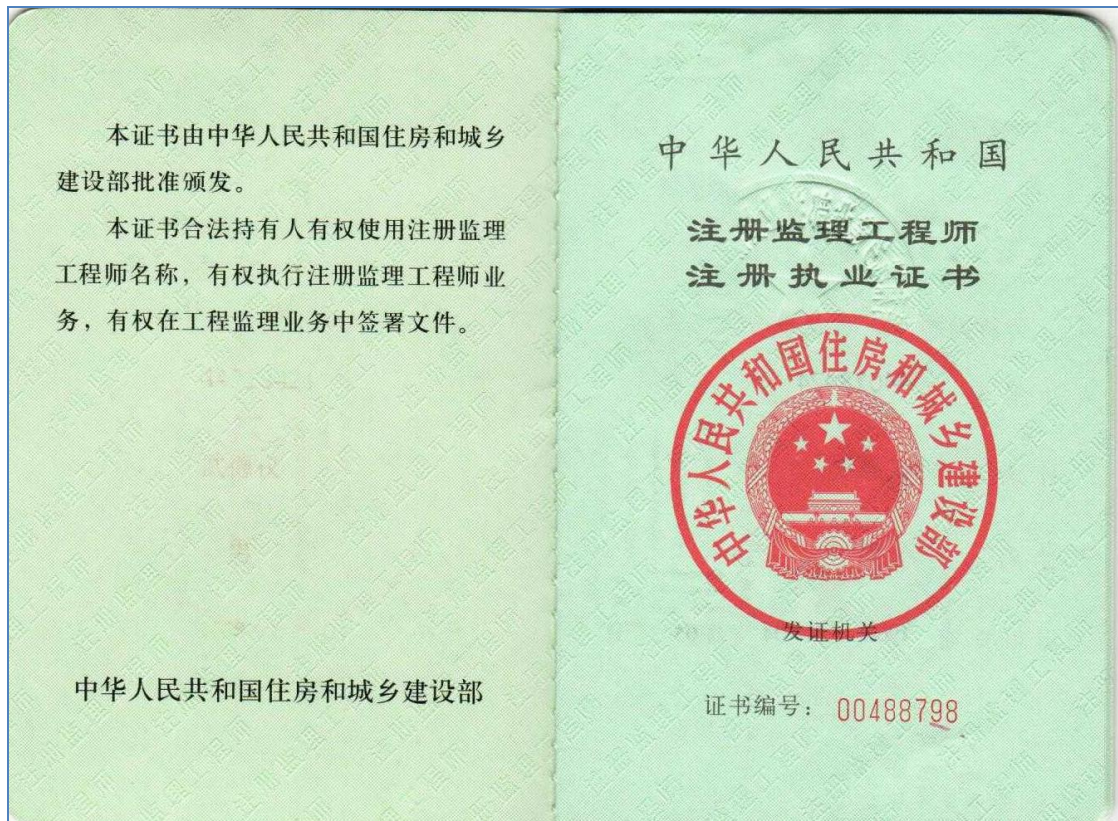 本证书由中华人民共和国住房和城乡
建设部批准颁发。
本证书合法持有人有权使用注册监理
工程师名称，有权执行注册监理工程师业
务，有权在工程监理业务中签署文件。
中华人民共和国住房和城乡建设部
中华人民共和国
注册监理工程师
注册执业证书
中华人民共和国住房和城乡建设部
发证机关
证书编号：00488798